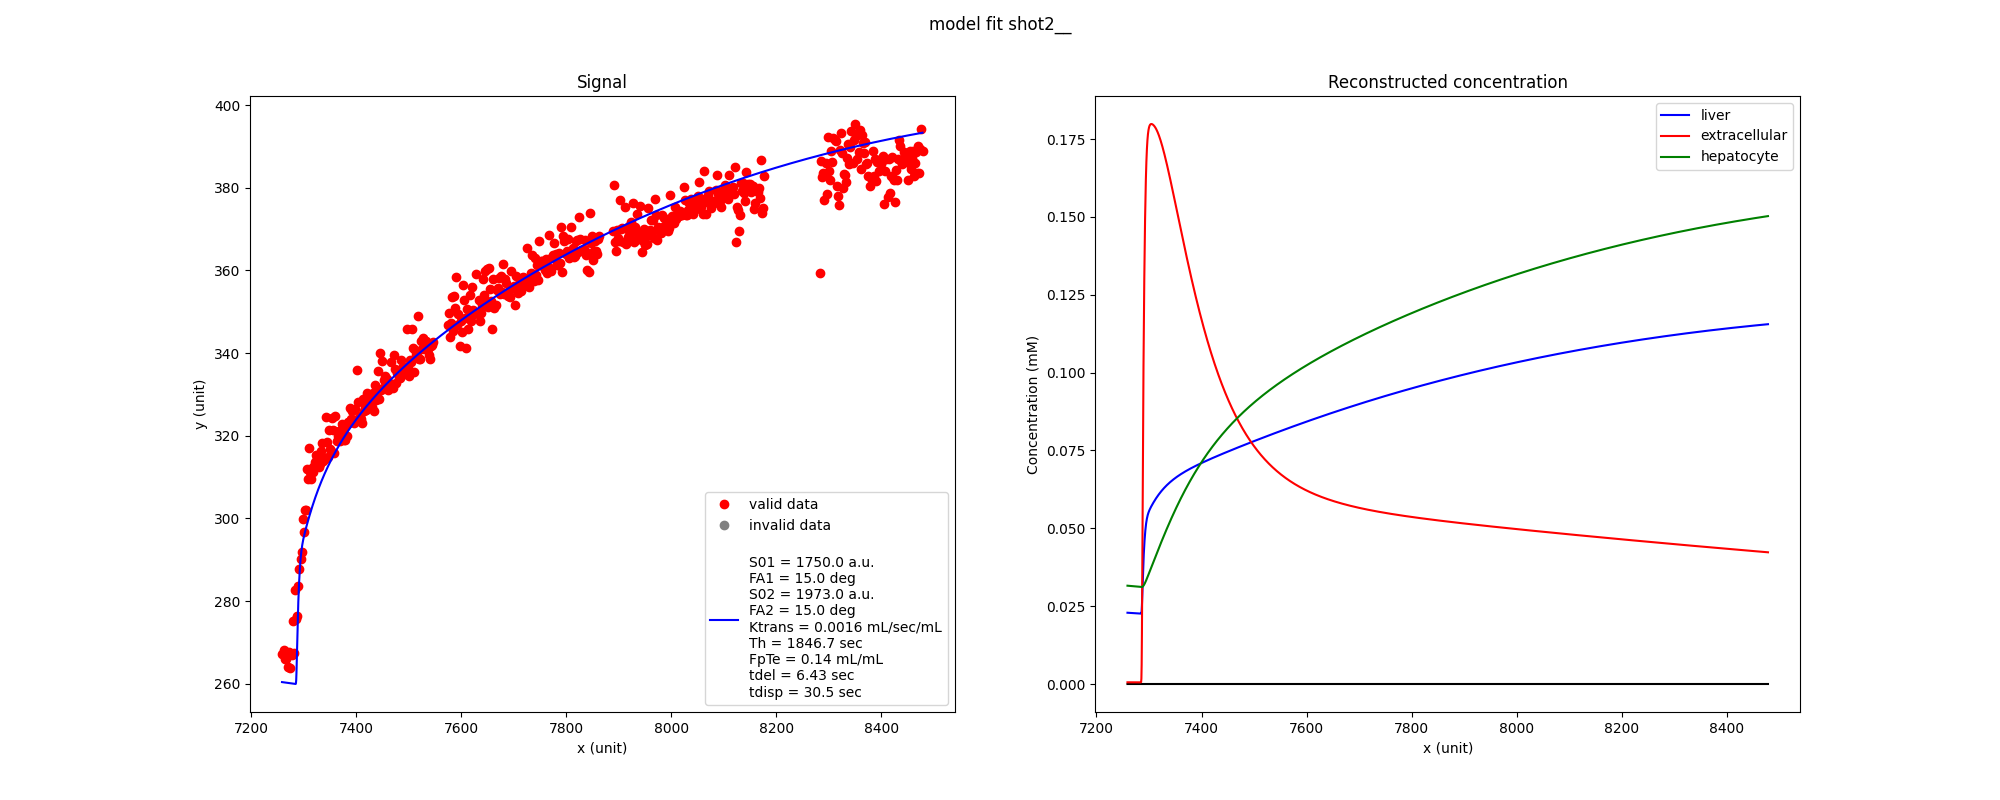 model fit shot2__
Signal
400
380
360
340
320
300
280
260
y (unit)
7200
7400
7600
7800
8000
8200
8400
x (unit)
valid data
invalid data
S01 = 1750.0 a.u.
FA1 = 15.0 deg
S02 = 1973.0 a.u.
FA2 = 15.0 deg
Ktrans = 0.0016 mL/sec/mL
Th = 1846.7 sec
FpTe = 0.14 mL/mL
tdel = 6.43 sec
tdisp = 30.5 sec
Reconstructed concentration
0.175
0.150
0.125
0.100
0.075
0.050
0.025
0.000
Concentration (mM)
7200
7400
7600
7800
8000
8200
8400
x (unit)
liver
extracellular
hepatocyte